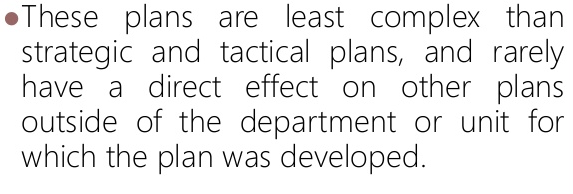 •These plans are least complex than
strategic and tactical plans, and rarely
have a direct effect on other plans
outside of the department or unit for
which the plan was developed.